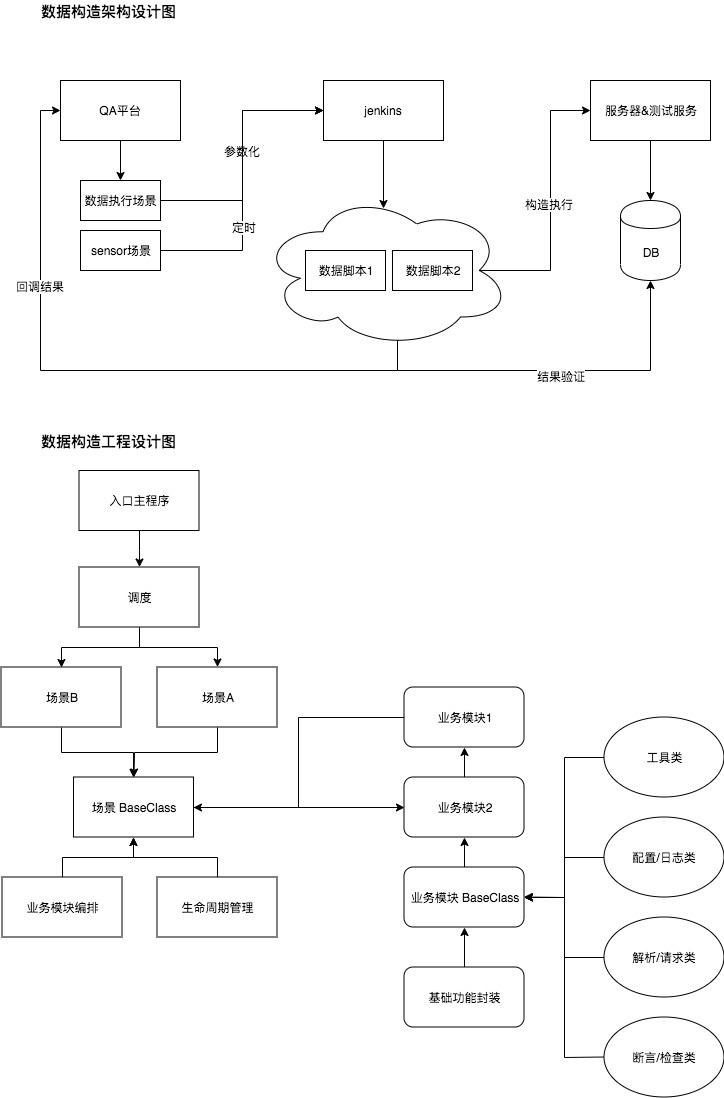 数据构造架构设计图
QA平台
jenkins
服务器&测试服务
参数化
数据执行场景
构造执行
定时
sensor场景
DB
数据脚本1
数据脚本2
回调结果
结果验证
数据构造工程设计图
入口主程序
调度
场景B
场景A
业务模块1
工具类
场景 BaseClass
业务模块2
配置/日志类
业务模块编排
生命周期管理
业务模块 BaseClass
解析/请求类
基础功能封装
断言/检查类